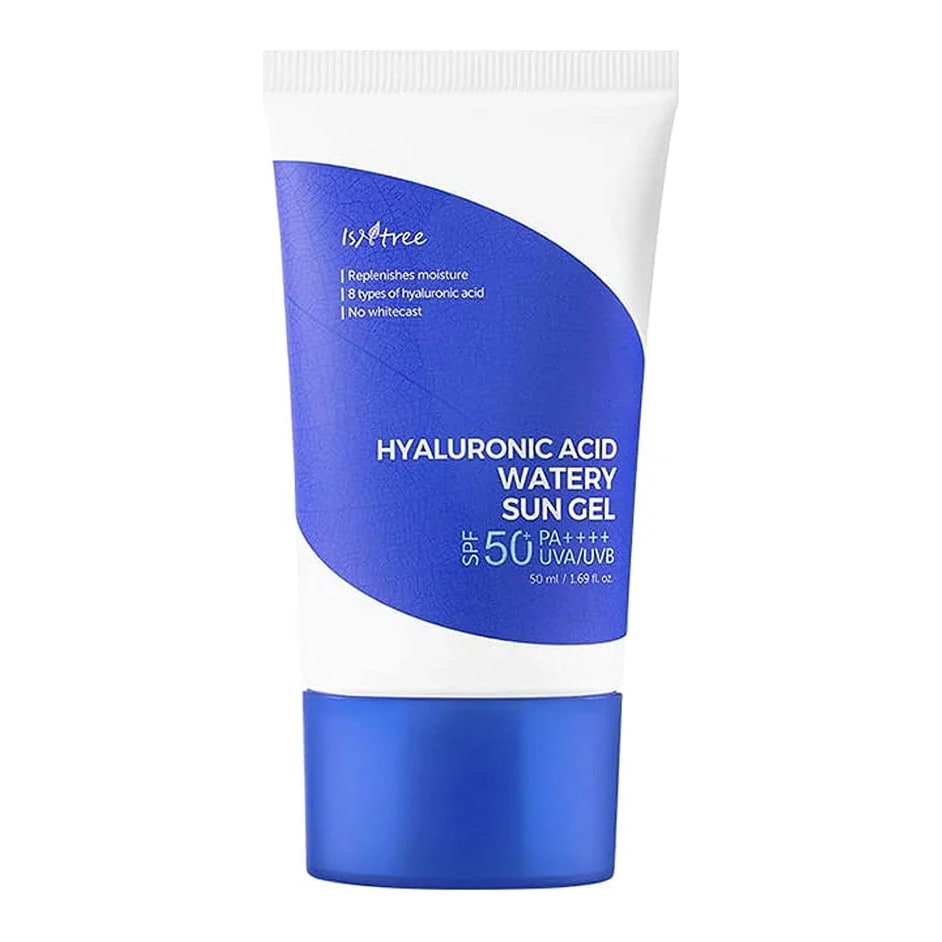 Isntree
Replenishes moisture
8 types of hyaluronic acid
No whitecast
HYALURONIC ACID
WATERY
SUN GEL
SPF 50+ PA++++
UVA/UVB
50 ml / 1.69 fl. oz.